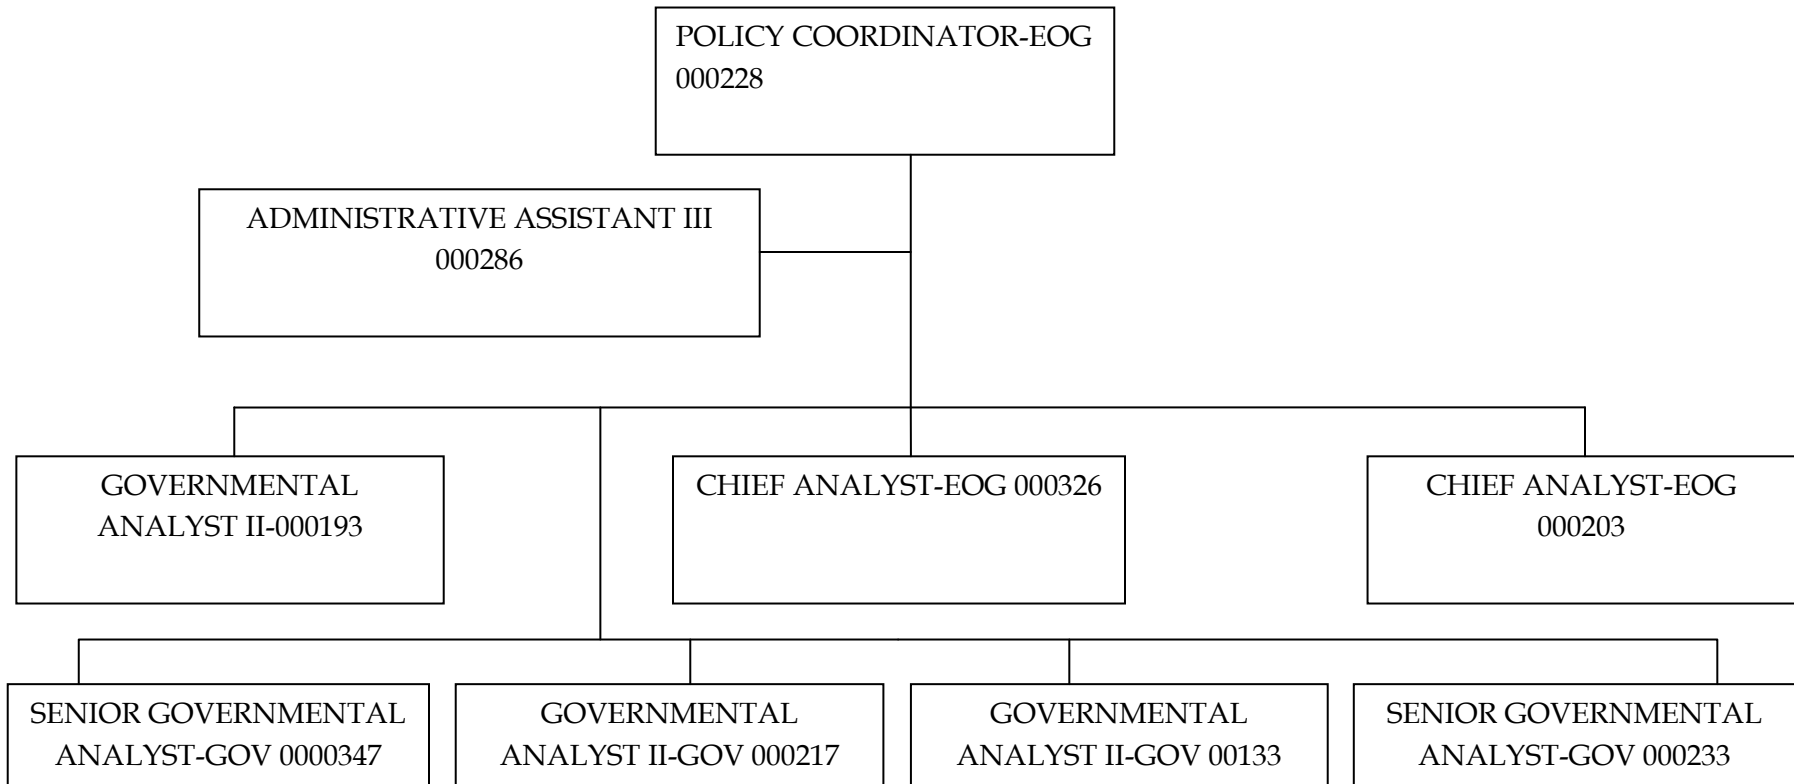 POLICY COORDINATOR-EOG
000228
ADMINISTRATIVE ASSISTANT III
000286
GOVERNMENTAL
ANALYST II-000193
CHIEF ANALYST-EOG 000326
CHIEF ANALYST-EOG
000203
SENIOR GOVERNMENTAL
ANALYST-GOV 0000347
GOVERNMENTAL
ANALYST II-GOV 000217
GOVERNMENTAL
ANALYST II-GOV 00133
SENIOR GOVERNMENTAL
ANALYST-GOV 000233